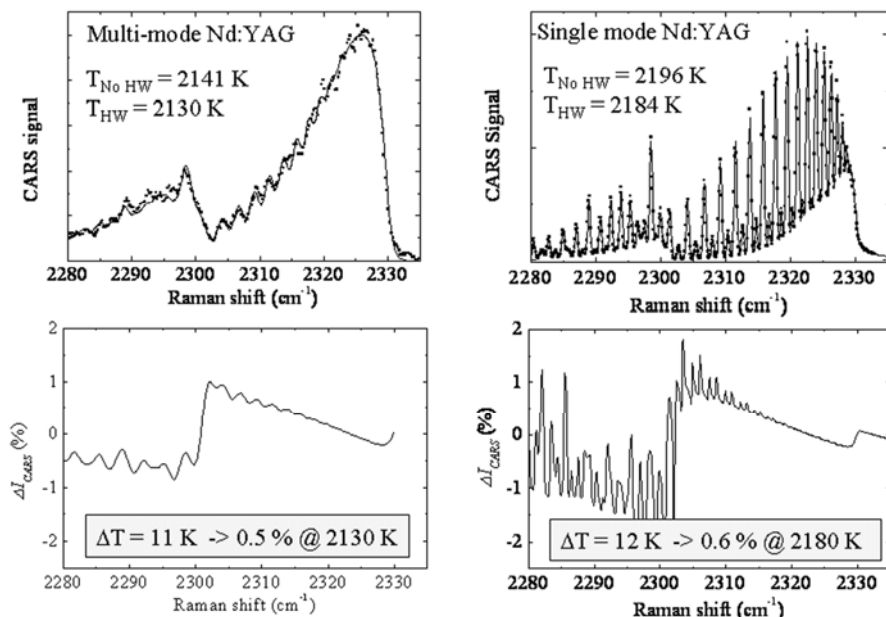 Multi-mode Nd:YAG
T_No HW = 2141 K
T_HW = 2130 K
CARS signal
2280 2290 2300 2310 2320 2330
Raman shift (cm⁻¹)
Single mode Nd:YAG
T_No HW = 2196 K
T_HW = 2184 K
CARS Signal
2280 2290 2300 2310 2320 2330
Raman shift (cm⁻¹)
2
1
0
-1
-2
ΔI_CARS (%)
ΔT = 11 K -> 0.5 % @ 2130 K
2280 2290 2300 2310 2320 2330
Raman shift (cm⁻¹)
2
1
0
-1
-2
ΔI_CARS (%)
ΔT = 12 K -> 0.6 % @ 2180 K
2280 2290 2300 2310 2320 2330
Raman shift (cm⁻¹)